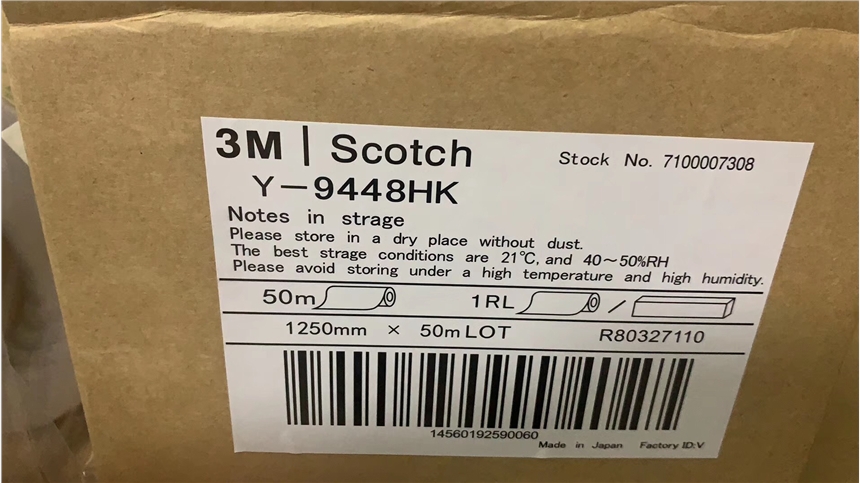 3M | Scotch
Stock No. 7100007308
Y-9448HK
Notes in strage
Please store in a dry place without dust.
The best strage conditions are 21℃, and 40~50%RH
Please avoid storing under a high temperature and high humidity.
50m 1RL /
1250mm × 50m LOT R80327110
14560192590060
Made in Japan Factory ID:V